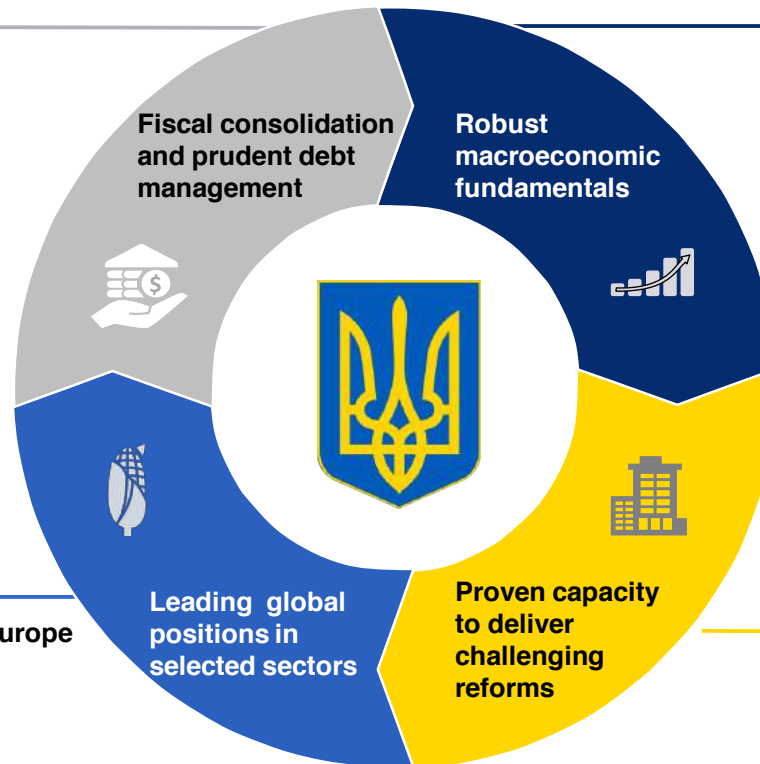 Fiscal consolidation
and prudent debt
management
Robust
macroeconomic
fundamentals
$
Leading global
positions in
selected sectors
urope
Proven capacity
to deliver
challenging
reforms